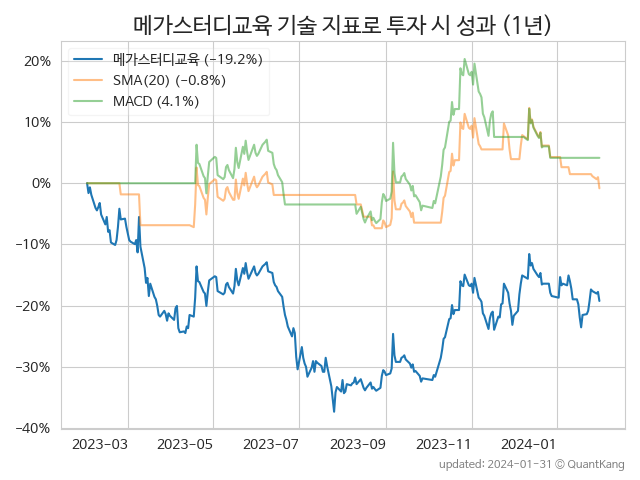 메가스터디교육 기술 지표로 투자 시 성과 (1년)
메가스터디교육 (-19.2%)
SMA(20) (-0.8%)
MACD (4.1%)
20%
10%
0%
-10%
-20%
-30%
-40%
2023-03 2023-05 2023-07 2023-09 2023-11 2024-01
updated: 2024-01-31 © QuantKang